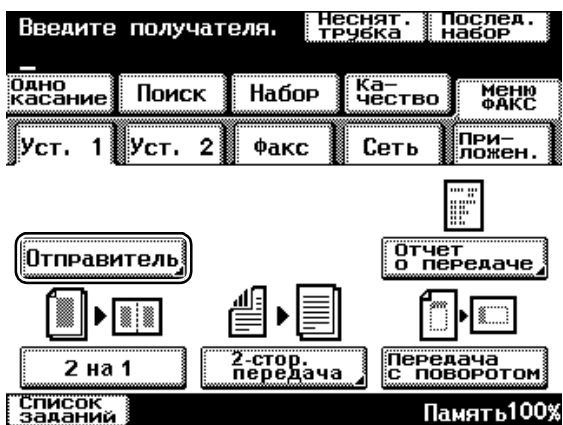 Введите получателя.
Неснят. трубка
Послед. набор
Одно касание
Поиск
Набор
Ка- чество
меню ФАКС
Уст. 1
Уст. 2
Факс
Сеть
При- ложен.
Отправитель
Отчет о передаче
2 на 1
2-стор. передача
Передача с поворотом
Список заданий
Память100%